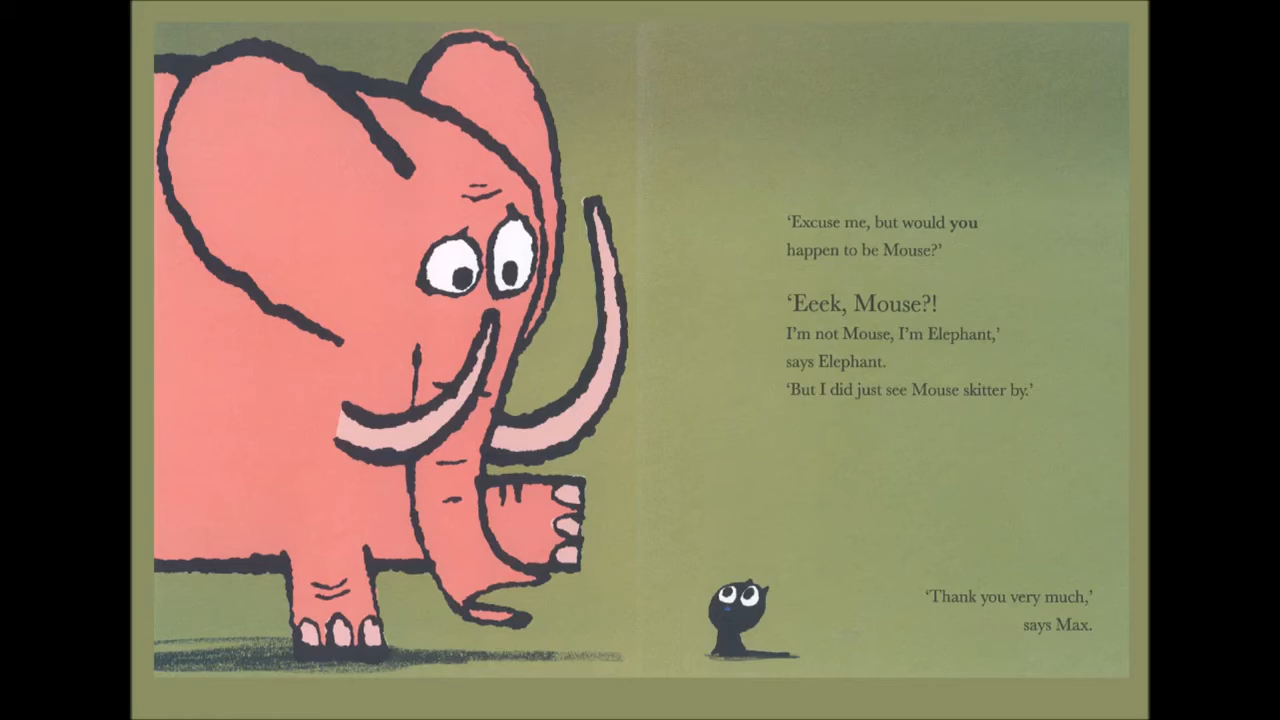 ‘Excuse me, but would you
happen to be Mouse?’
‘Eeek, Mouse?!
I’m not Mouse, I’m Elephant,’
says Elephant.
‘But I did just see Mouse skitter by.’
‘Thank you very much,’
says Max.